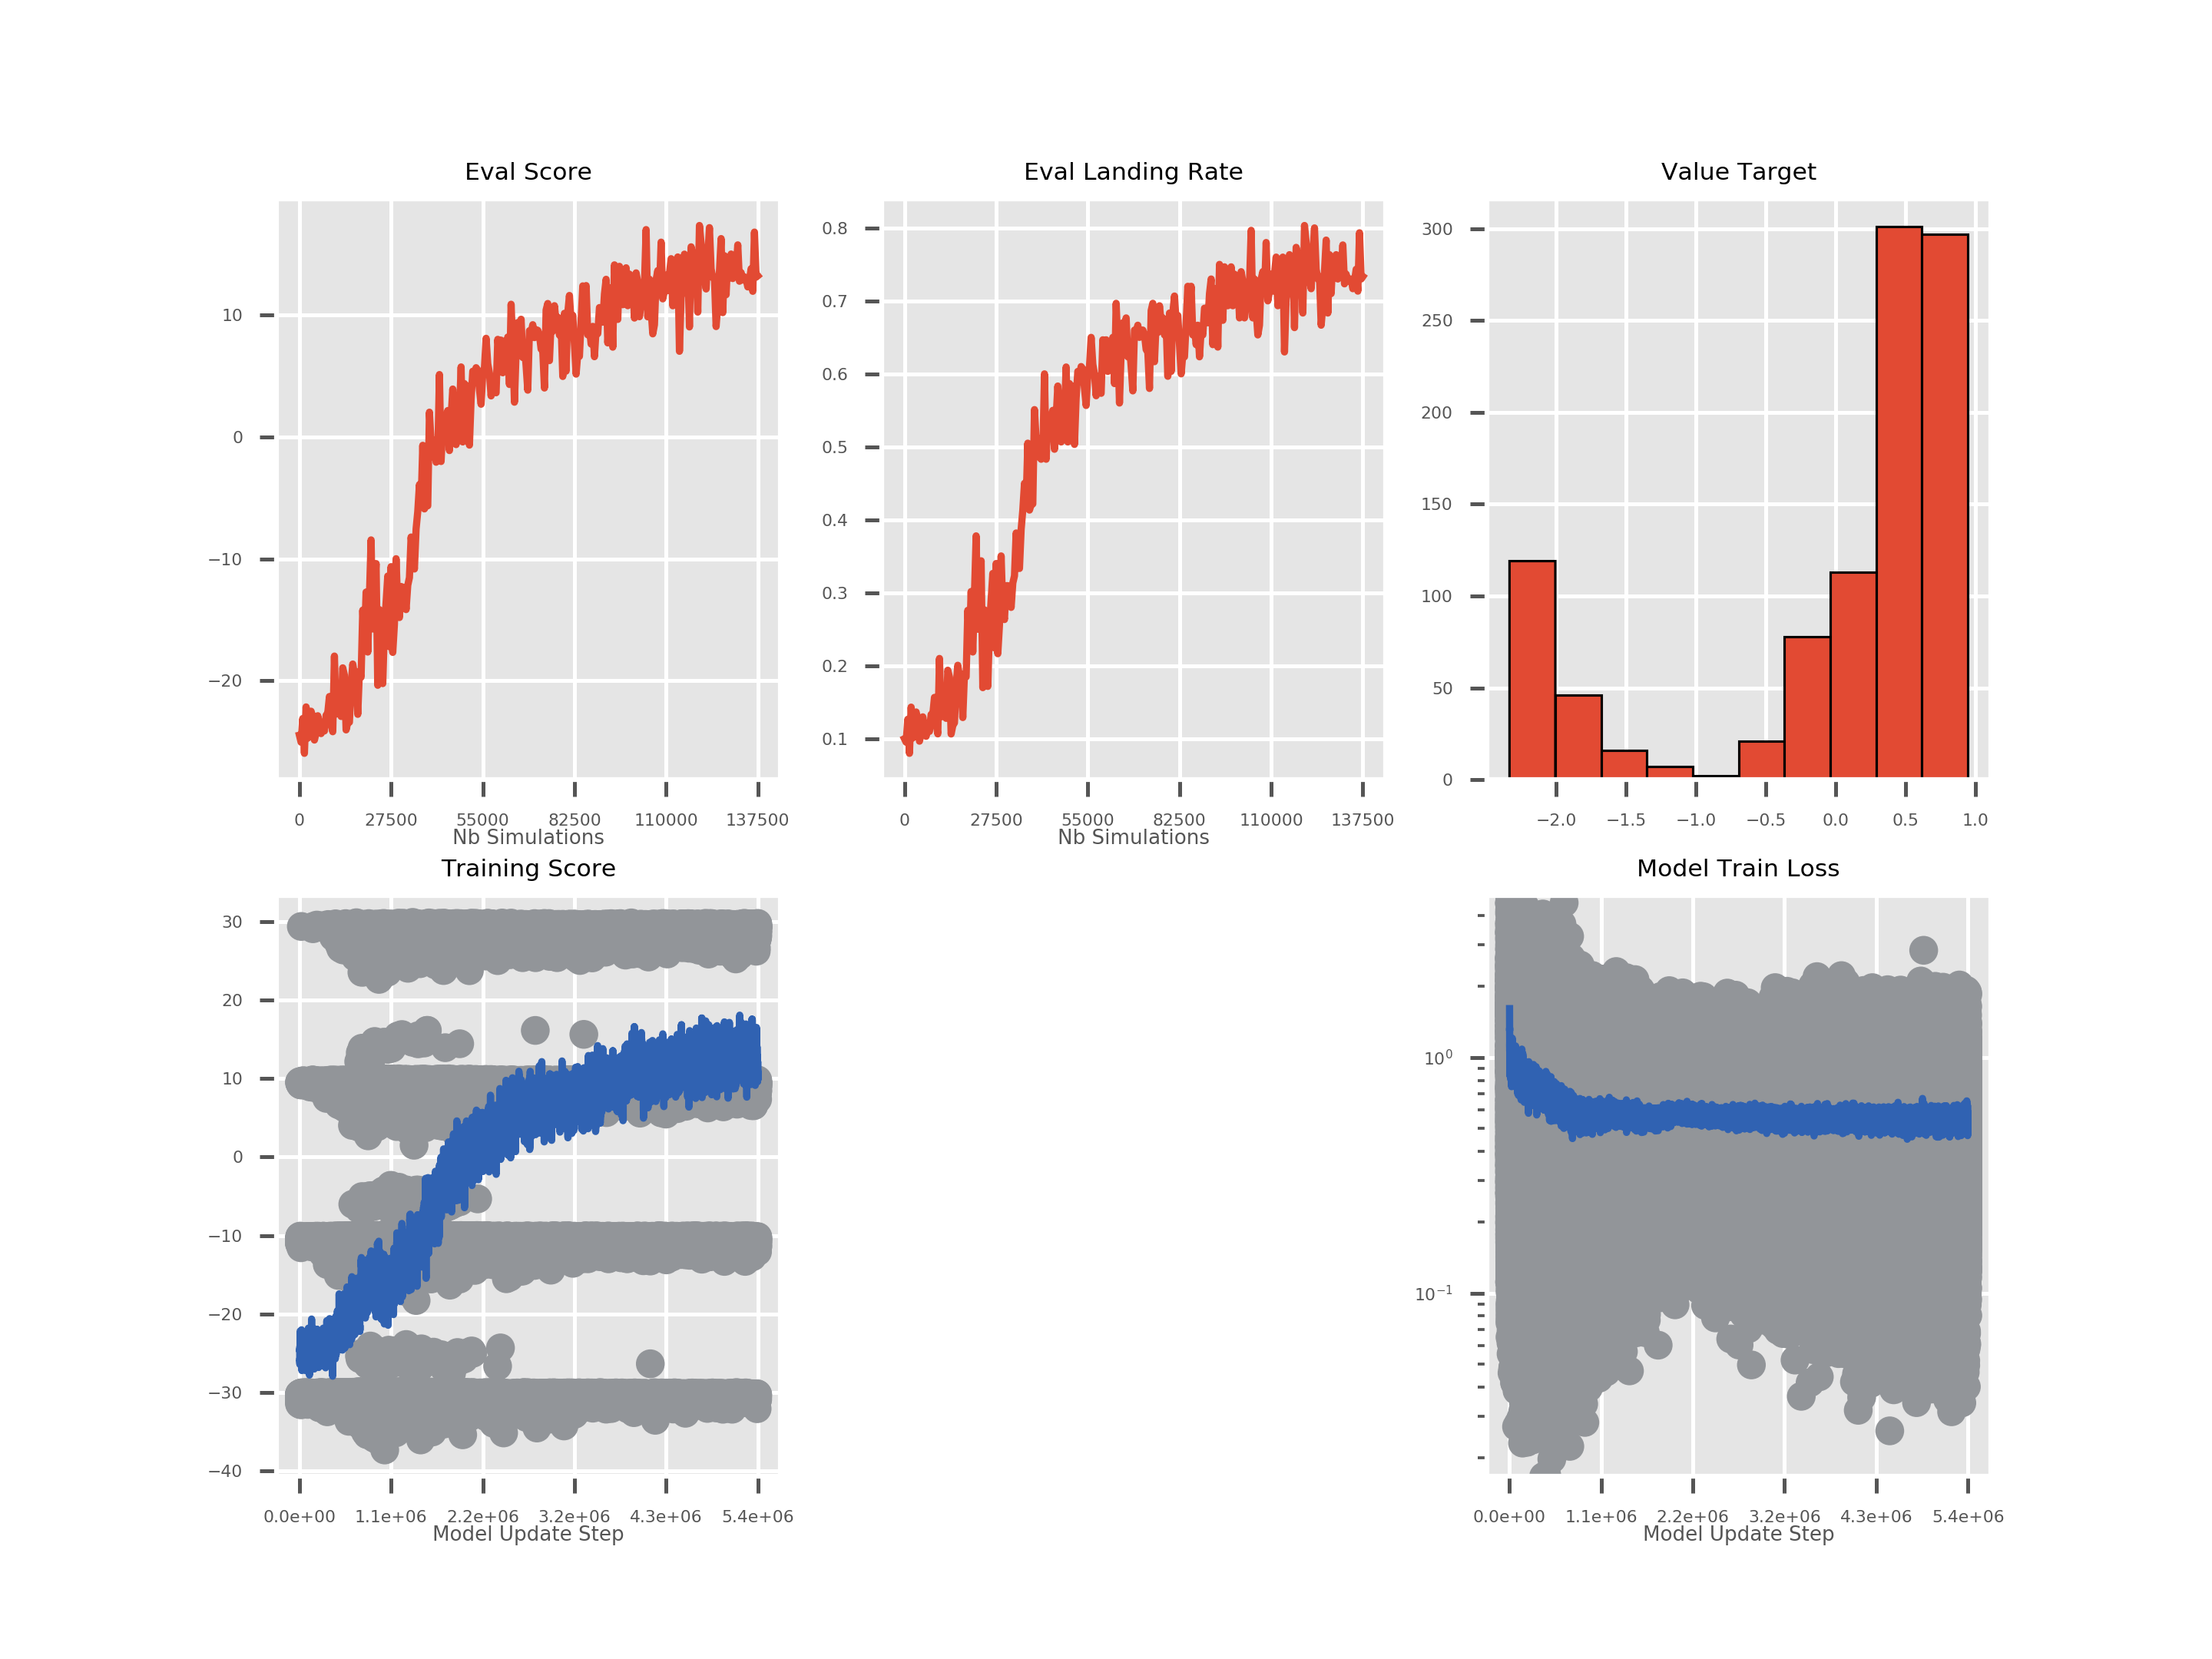 Eval Score
Eval Landing Rate
Value Target
10
0
−10
−20
0
27500
55000
82500
110000
137500
Nb Simulations
0.8
0.7
0.6
0.5
0.4
0.3
0.2
0.1
0
27500
55000
82500
110000
137500
Nb Simulations
300
250
200
150
100
50
0
−2.0
−1.5
−1.0
−0.5
0.0
0.5
1.0
Training Score
Model Train Loss
30
20
10
0
−10
−20
−30
−40
0.0e+00
1.1e+06
2.2e+06
3.2e+06
4.3e+06
5.4e+06
Model Update Step
10⁰
10⁻¹
0.0e+00
1.1e+06
2.2e+06
3.2e+06
4.3e+06
5.4e+06
Model Update Step